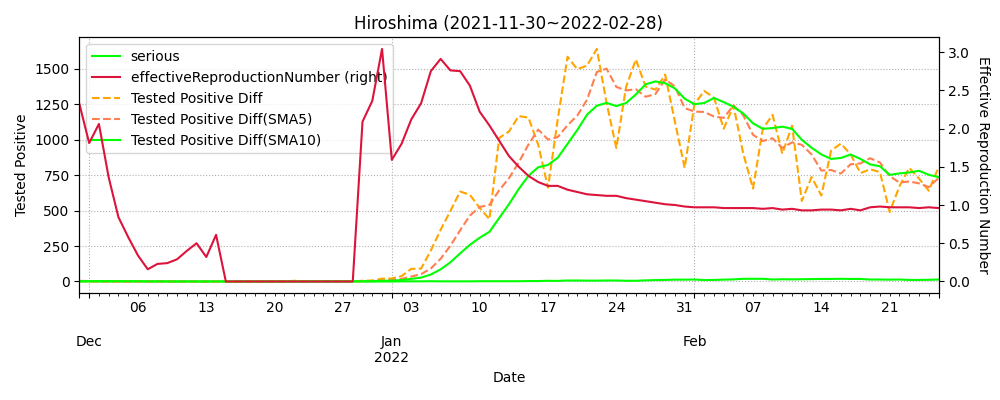 Hiroshima (2021-11-30~2022-02-28)
serious
effectiveReproductionNumber (right)
Tested Positive Diff
Tested Positive Diff(SMA5)
Tested Positive Diff(SMA10)
Tested Positive
1500
1250
1000
750
500
250
0
3.0
2.5
2.0
1.5
1.0
0.5
0.0
Effective Reproduction Number
06 13 20 27 03 10 17 24 31 07 14 21
Dec Jan Feb
2022
Date